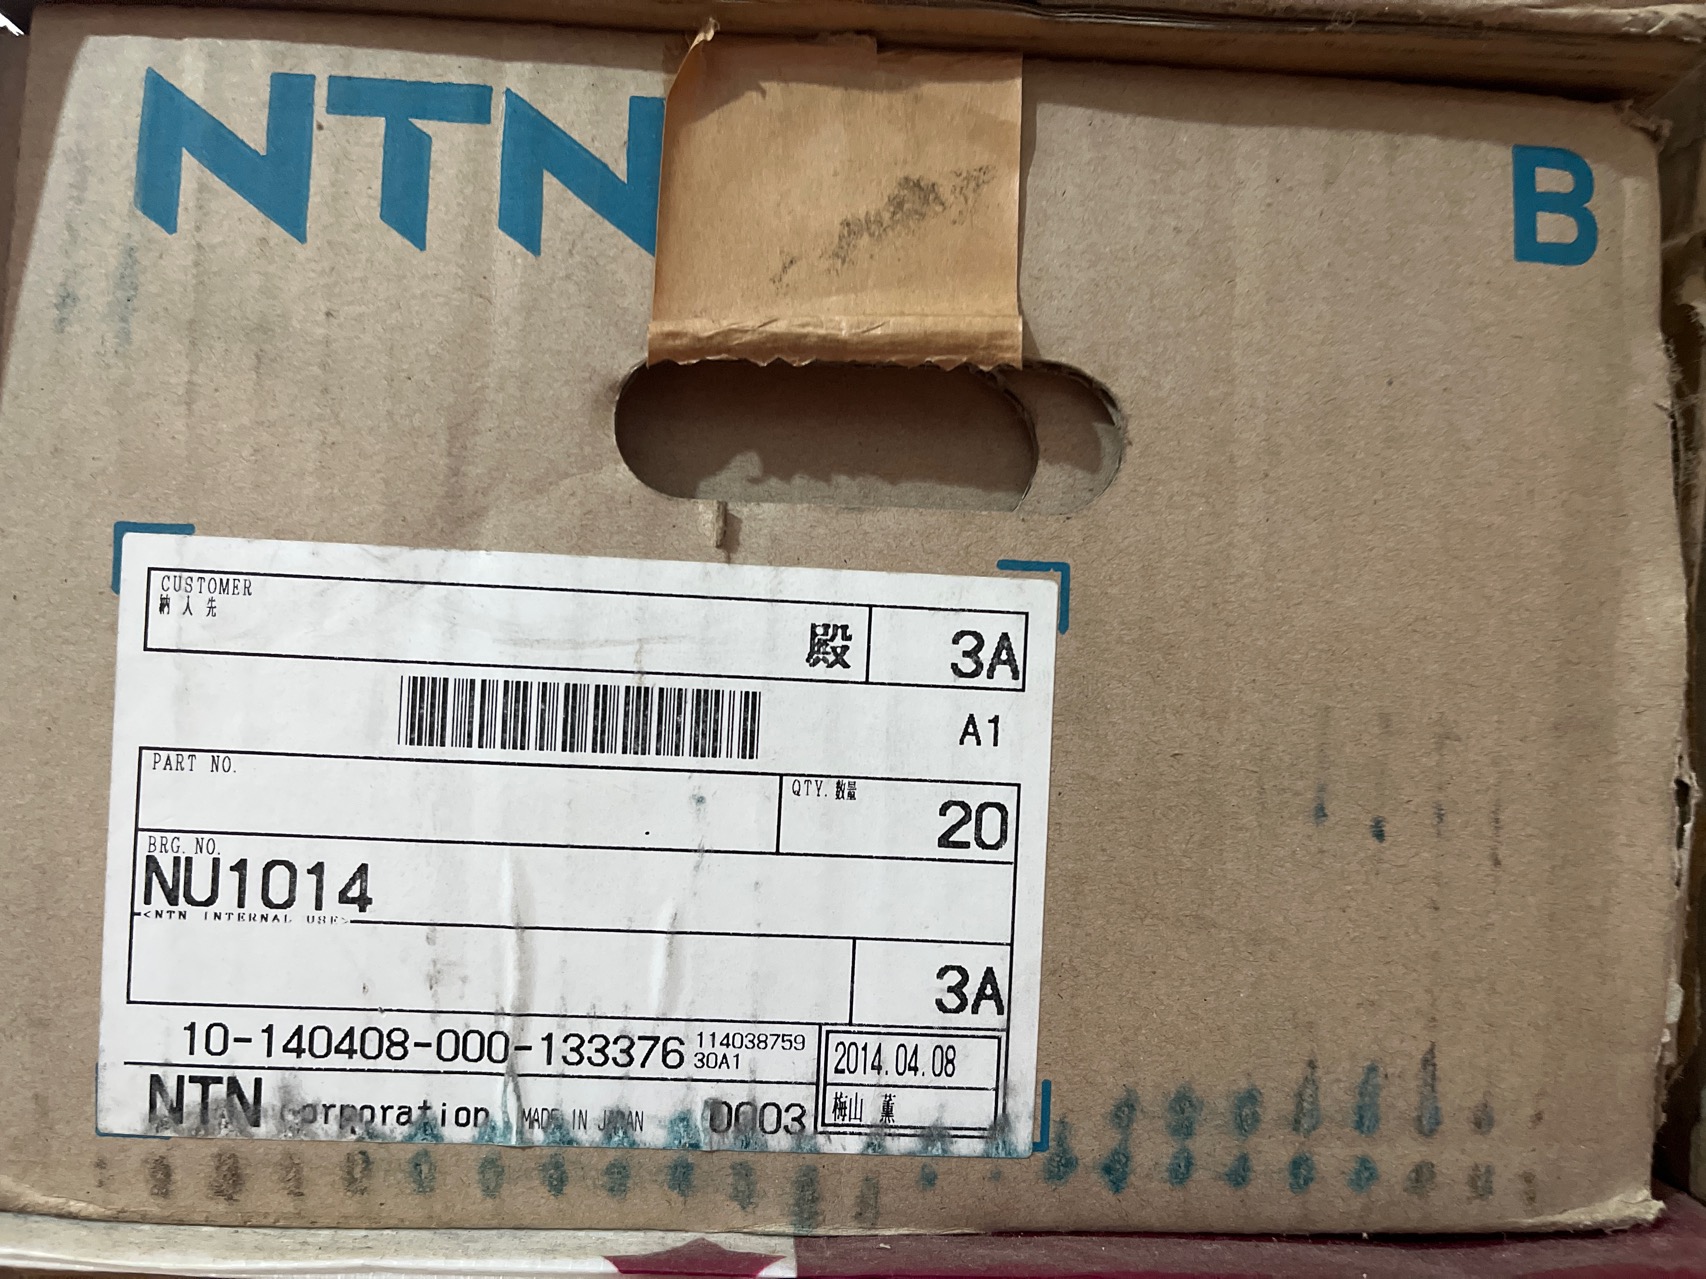 NTN
B
CUSTOMER
納入先
殿
3A
A1
PART NO.
QTY. 数量
20
BRG. NO.
NU1014
<NTN INTERNAL USE>
3A
10-140408-000-133376
114038759
30A1
2014.04.08
梅山 薫
NTN corporation MADE IN JAPAN 0003